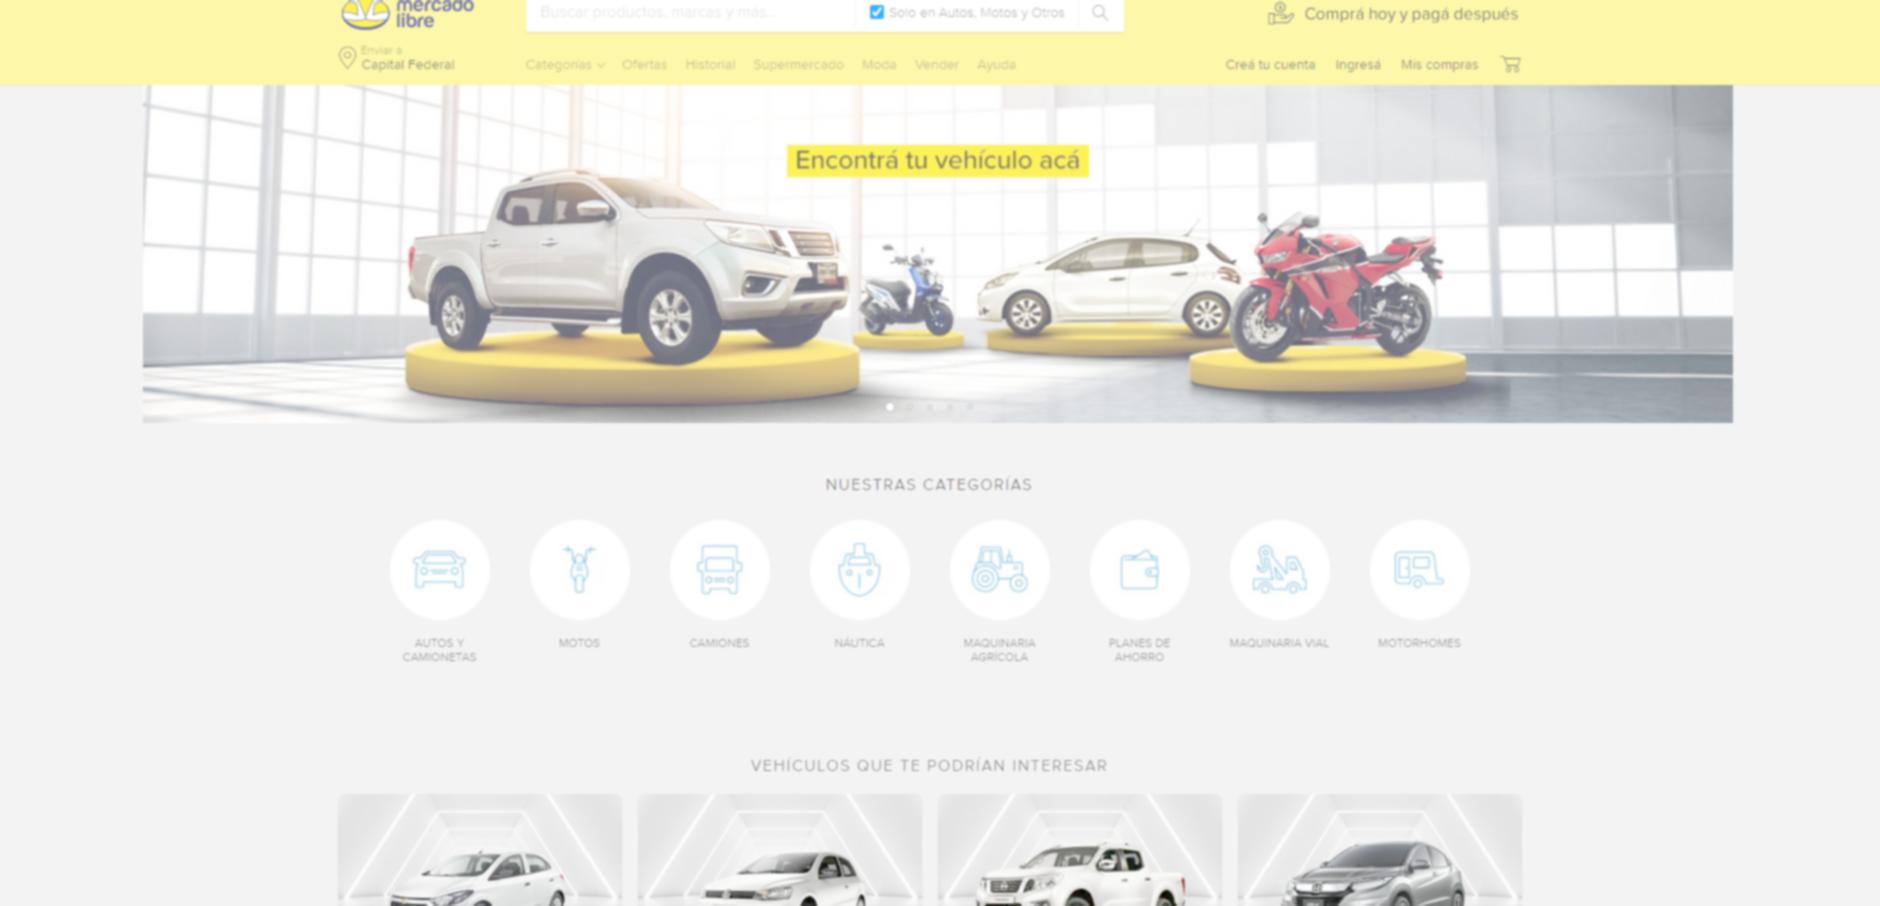 mercado
libre
Buscar productos, marcas y más...
Solo en Autos, Motos y Otros
Comprá hoy y pagá después
Enviar a
Capital Federal
Categorías Ofertas Historial Supermercado Moda Vender Ayuda
Creá tu cuenta Ingresá Mis compras
Encontrá tu vehículo acá
NUESTRAS CATEGORÍAS
AUTOS Y
CAMIONETAS
MOTOS
CAMIONES
NÁUTICA
MAQUINARIA
AGRÍCOLA
PLANES DE
AHORRO
MAQUINARIA VIAL
MOTORHOMES
VEHÍCULOS QUE TE PODRÍAN INTERESAR